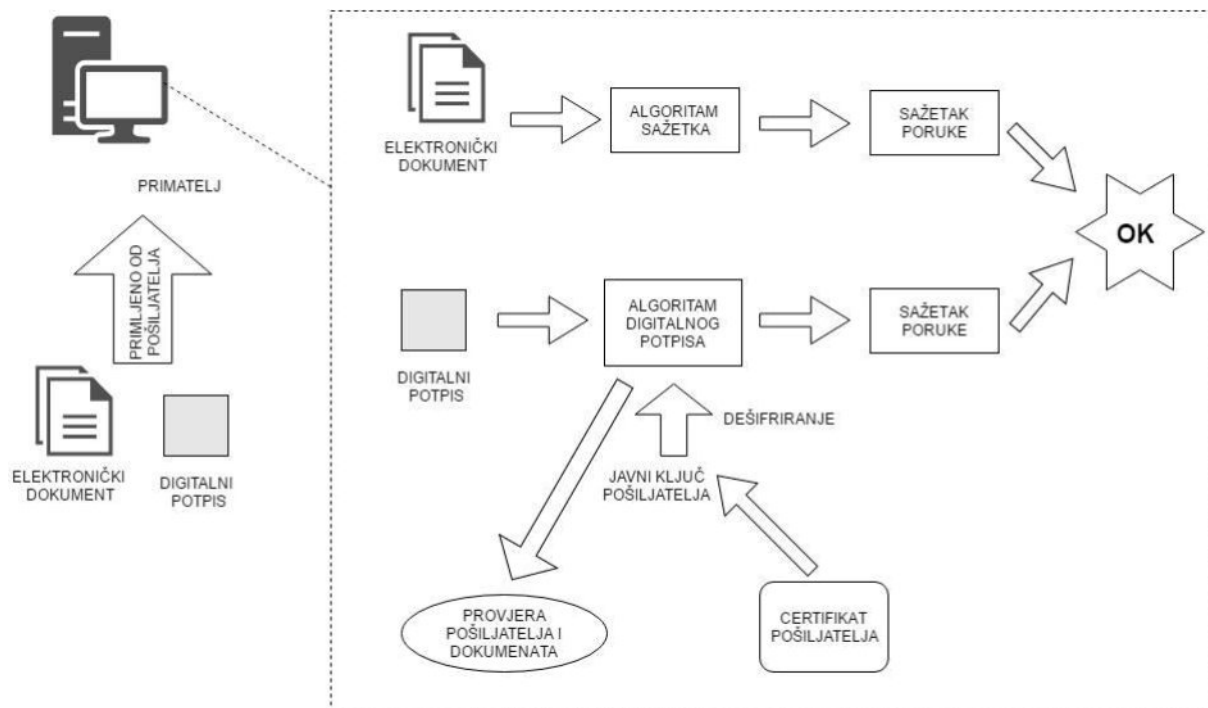 PRIMATELJ
PRIMLJENO OD
POŠILJATELJA
ELEKTRONIČKI
DOKUMENT
DIGITALNI
POTPIS
ELEKTRONIČKI
DOKUMENT
ALGORITAM
SAŽETKA
SAŽETAK
PORUKE
OK
DIGITALNI
POTPIS
ALGORITAM
DIGITALNOG
POTPISA
SAŽETAK
PORUKE
DEŠIFRIRANJE
JAVNI KLJUČ
POŠILJATELJA
PROVJERA
POŠILJATELJA I
DOKUMENATA
CERTIFIKAT
POŠILJATELJA